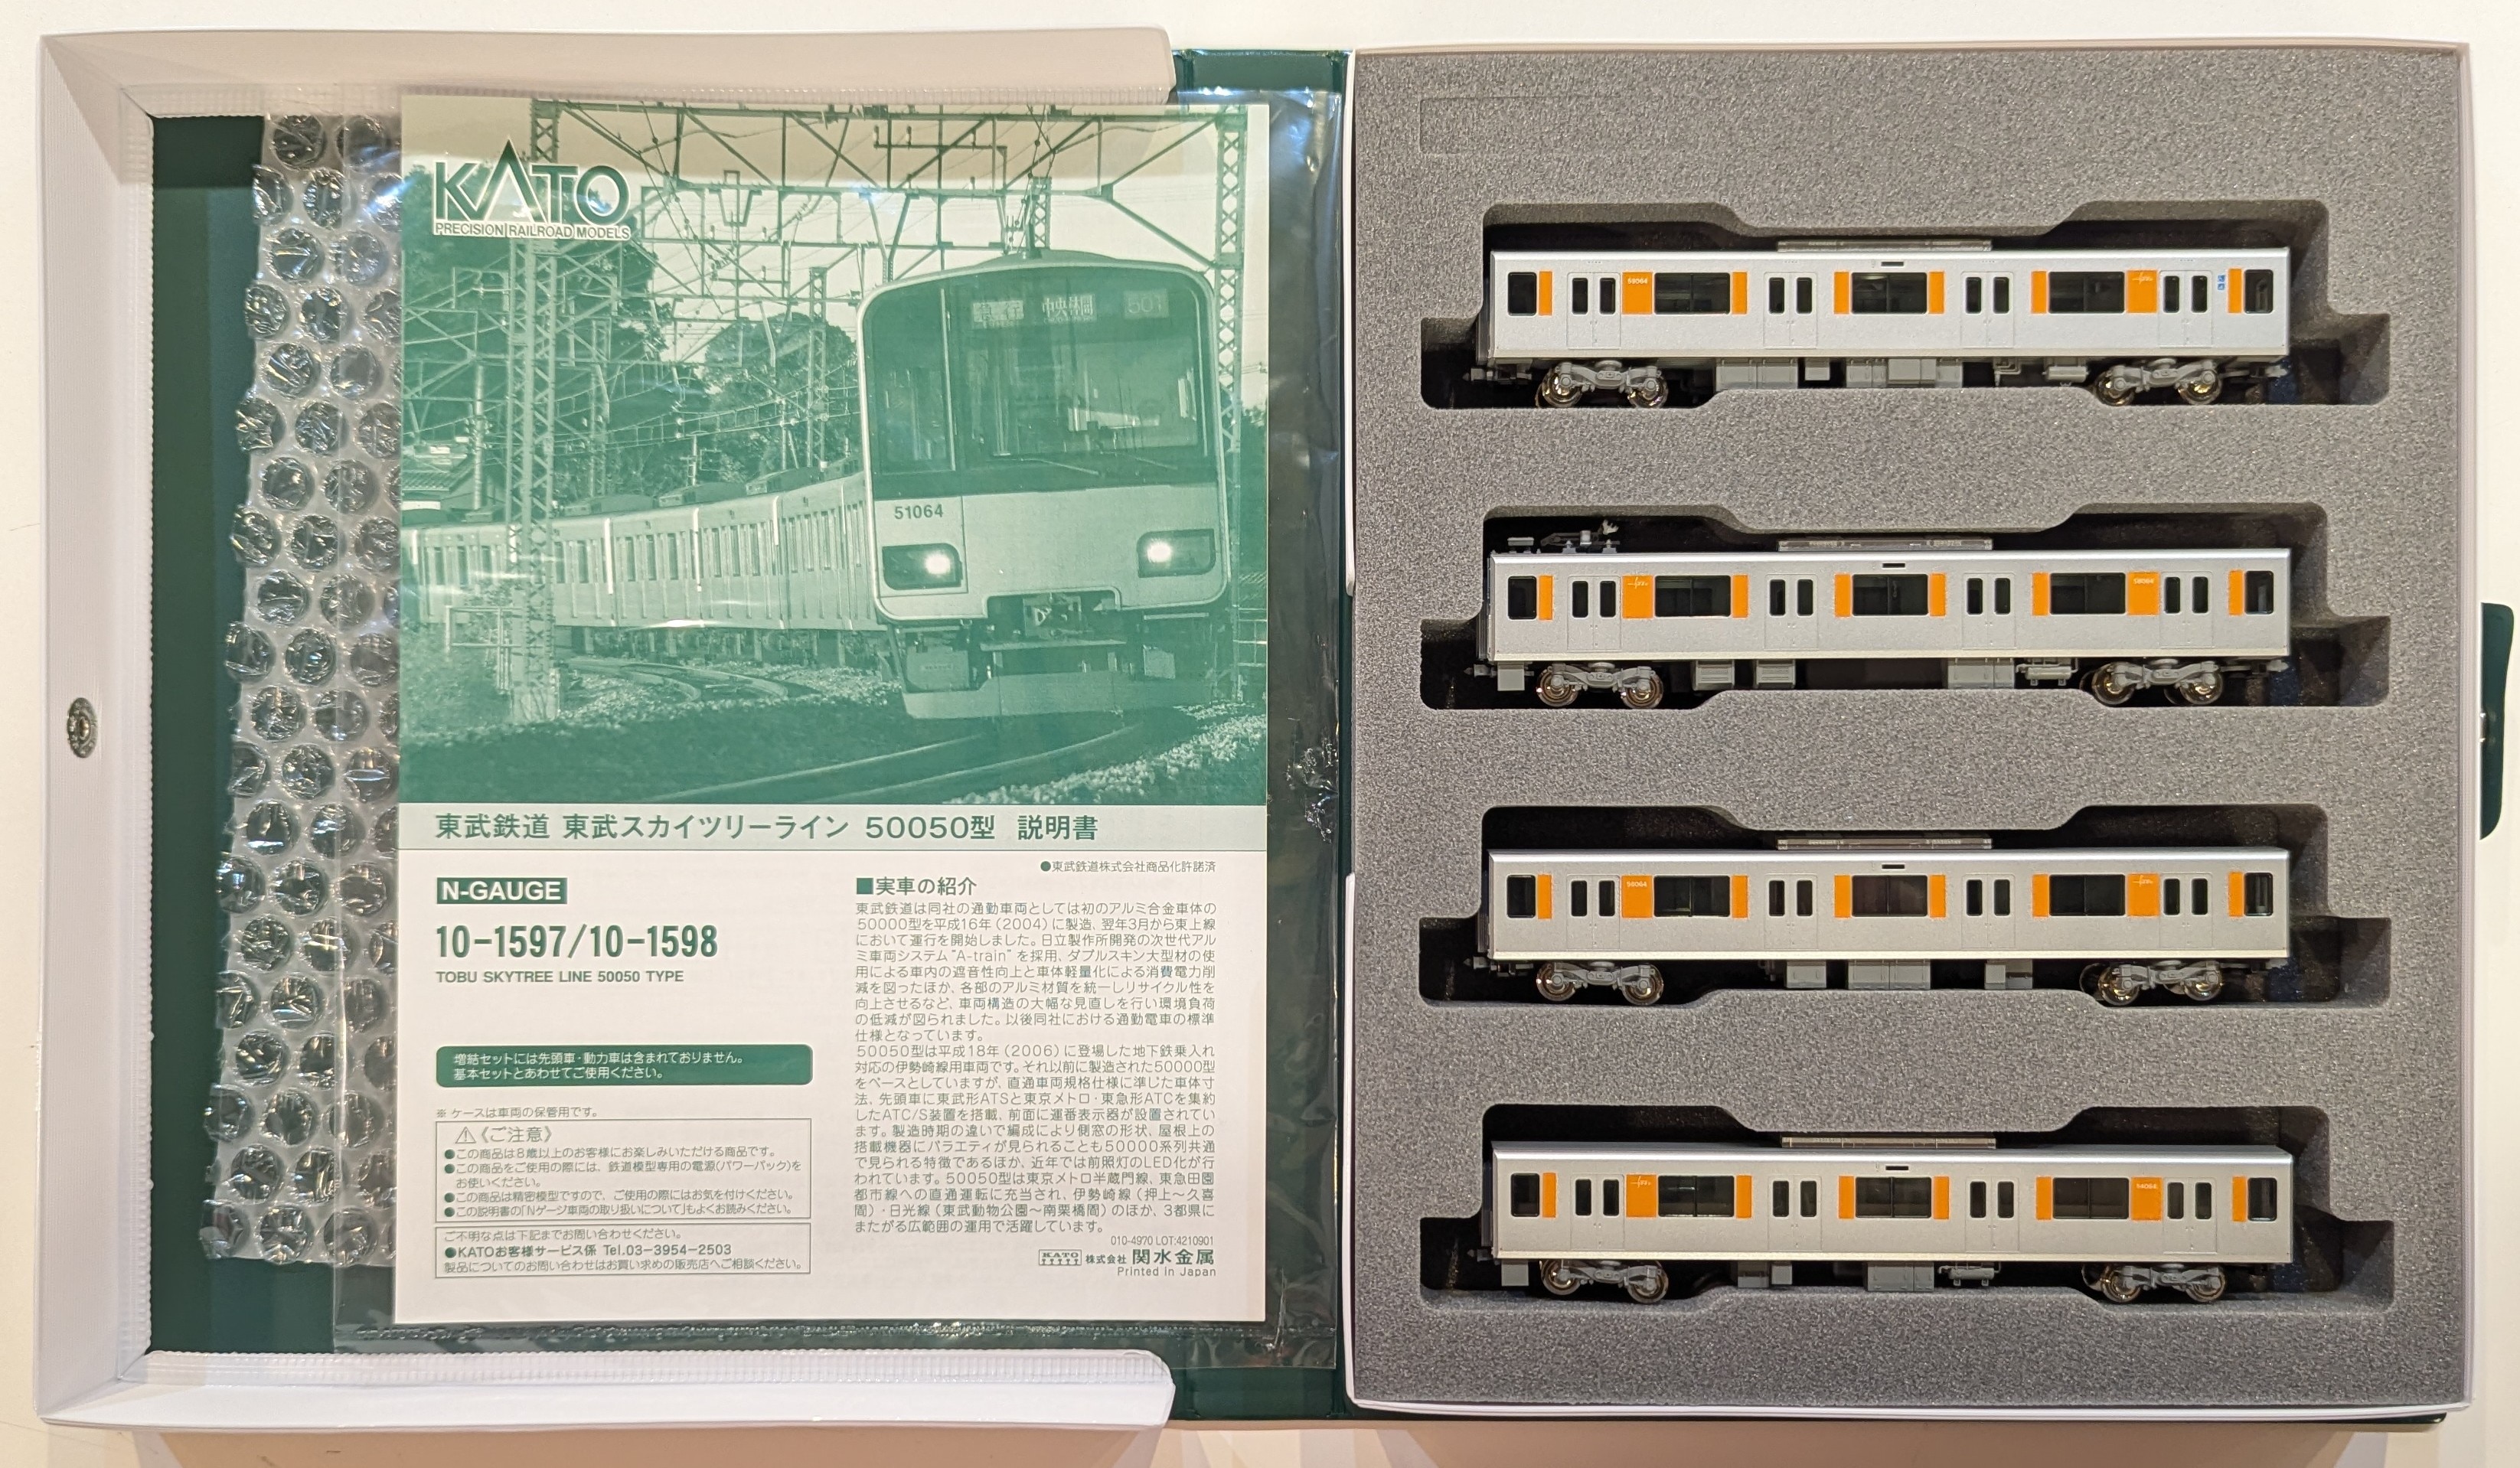 KATO
PRECISION RAILROAD MODELS
中央林間
501
51064
東武鉄道 東武スカイツリーライン 50050型 説明書
●東武鉄道株式会社商品化許諾済
N-GAUGE
10-1597/10-1598
TOBU SKYTREE LINE 50050 TYPE
増結セットには先頭車・動力車は含まれておりません。
基本セットとあわせてご使用ください。
※ ケースは車両の保管用です。
⚠《ご注意》
●この商品は8歳以上のお客様にお楽しみいただける商品です。
●この商品をご使用の際には、鉄道模型専用の電源(パワーパック)を
お使いください。
●この商品は精密模型ですので、ご使用の際にはお気を付けください。
●この説明書の「Nゲージ車両の取り扱いについて」もよくお読みください。
ご不明な点は下記までお問い合わせください。
●KATOお客様サービス係 Tel.03-3954-2503
製品についてのお問い合わせはお買い求めの販売店へご相談ください。
■実車の紹介
東武鉄道は同社の通勤車両としては初のアルミ合金車体の
50000型を平成16年(2004)に製造、翌年3月から東上線
において運行を開始しました。日立製作所開発の次世代アル
ミ車両システム“A-train”を採用、ダブルスキン大型材の使
用による車内の遮音性向上と車体軽量化による消費電力削
減を図ったほか、各部のアルミ材質を統一しリサイクル性を
向上させるなど、車両構造の大幅な見直しを行い環境負荷
の低減が図られました。以後同社における通勤電車の標準
仕様となっています。
50050型は平成18年(2006)に登場した地下鉄乗入れ
対応の伊勢崎線用車両です。それ以前に製造された50000型
をベースとしていますが、直通車両規格仕様に準じた車体寸
法、先頭車に東武形ATSと東京メトロ・東急形ATCを集約
したATC/S装置を搭載、前面に運番表示器が設置されてい
ます。製造時期の違いで編成により側窓の形状、屋根上の
搭載機器にバラエティが見られることも50000系列共通
で見られる特徴であるほか、近年では前照灯のLED化が行
われています。50050型は東京メトロ半蔵門線、東急田園
都市線への直通運転に充当され、伊勢崎線(押上～久喜
間)・日光線(東武動物公園～南栗橋間)のほか、3都県に
またがる広範囲の運用で活躍しています。
010-4970 LOT:4210901
KATO 株式会社 関水金属
Printed in Japan